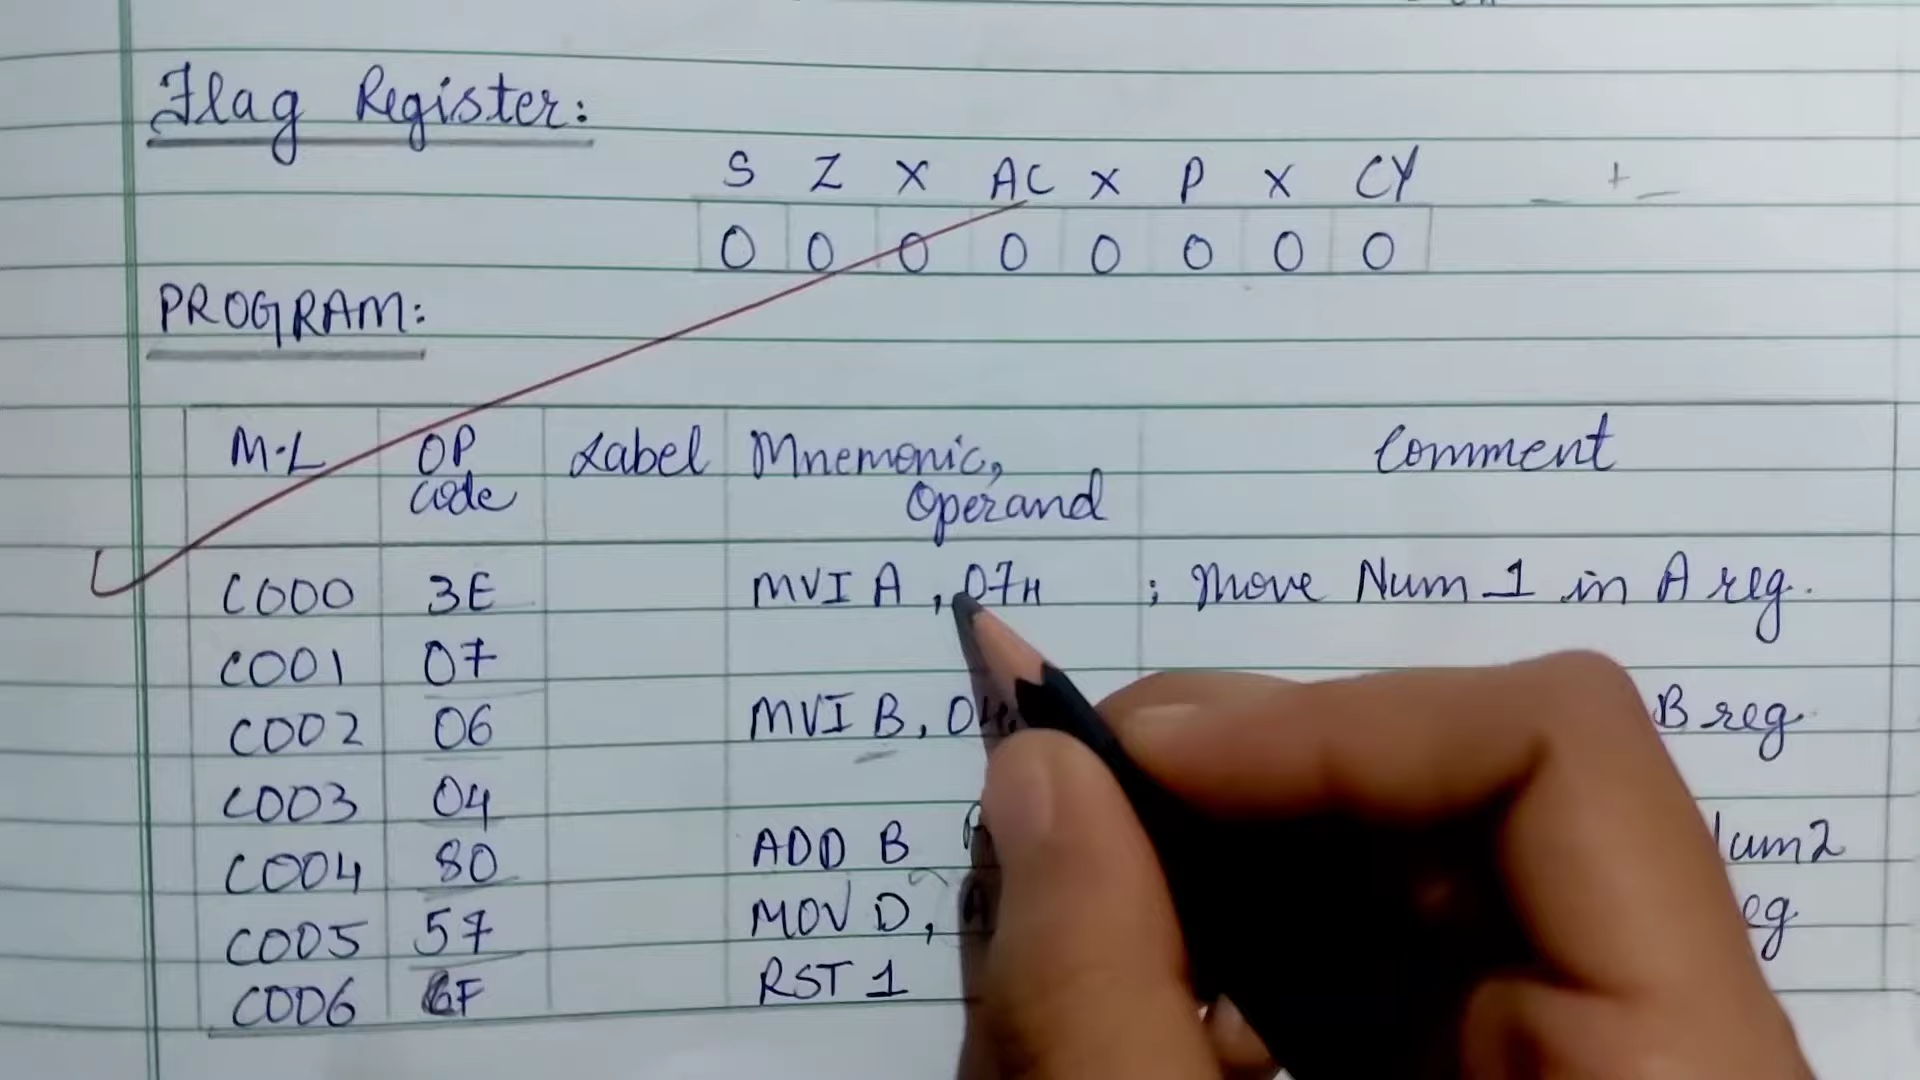 Flag Register:
S Z X AC X P X CY
0 0 0 0 0 0 0 0
PROGRAM:
M.L OP Code Label Mnemonic, Operand Comment
C000 3E MVI A, 07H ; Move Num 1 in A reg.
C001 07
C002 06 MVI B, 04 B reg
C003 04
C004 80 ADD B Num2
C005 57 MOV D, A
C006 RST 1